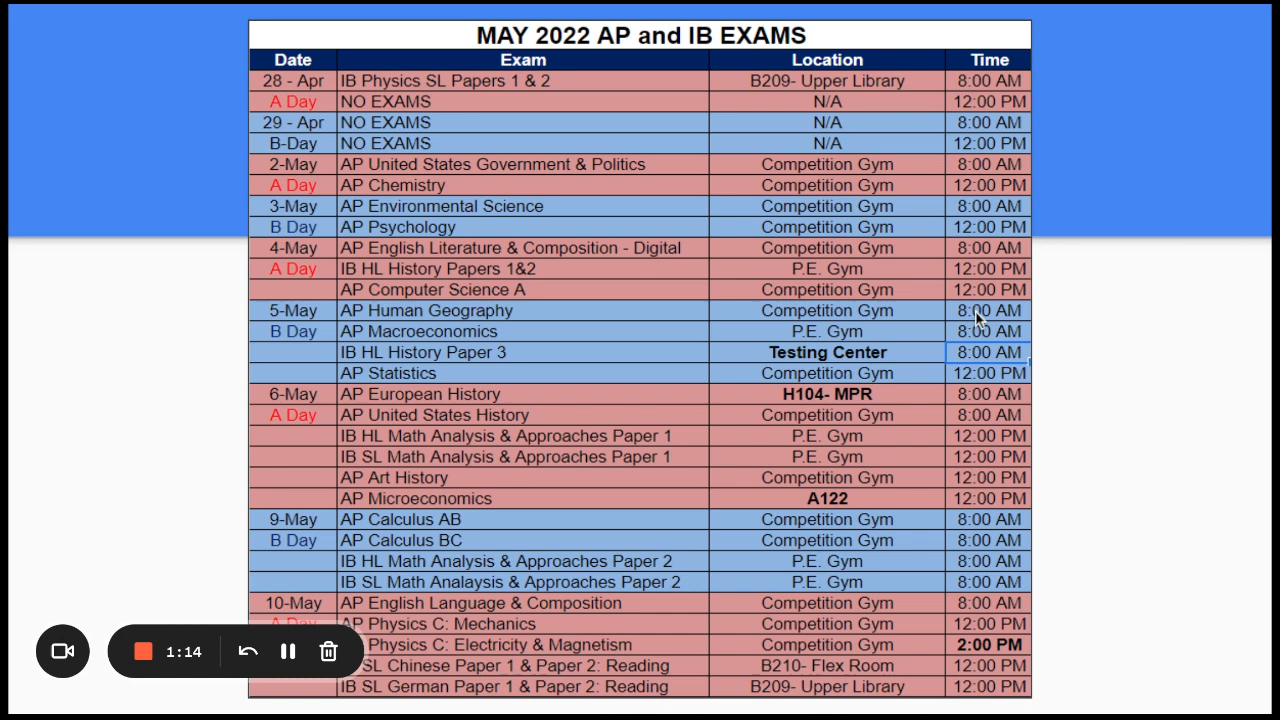 MAY 2022 AP and IB EXAMS
Date Exam Location Time
28 - Apr IB Physics SL Papers 1 & 2 B209- Upper Library 8:00 AM
A Day NO EXAMS N/A 12:00 PM
29 - Apr NO EXAMS N/A 8:00 AM
B-Day NO EXAMS N/A 12:00 PM
2-May AP United States Government & Politics Competition Gym 8:00 AM
A Day AP Chemistry Competition Gym 12:00 PM
3-May AP Environmental Science Competition Gym 8:00 AM
B Day AP Psychology Competition Gym 12:00 PM
4-May AP English Literature & Composition - Digital Competition Gym 8:00 AM
A Day IB HL History Papers 1&2 P.E. Gym 12:00 PM
AP Computer Science A Competition Gym 12:00 PM
5-May AP Human Geography Competition Gym 8:00 AM
B Day AP Macroeconomics P.E. Gym 8:00 AM
IB HL History Paper 3 Testing Center 8:00 AM
AP Statistics Competition Gym 12:00 PM
6-May AP European History H104- MPR 8:00 AM
A Day AP United States History Competition Gym 8:00 AM
IB HL Math Analysis & Approaches Paper 1 P.E. Gym 12:00 PM
IB SL Math Analysis & Approaches Paper 1 P.E. Gym 12:00 PM
AP Art History Competition Gym 12:00 PM
AP Microeconomics A122 12:00 PM
9-May AP Calculus AB Competition Gym 8:00 AM
B Day AP Calculus BC Competition Gym 8:00 AM
IB HL Math Analysis & Approaches Paper 2 P.E. Gym 8:00 AM
IB SL Math Analaysis & Approaches Paper 2 P.E. Gym 8:00 AM
10-May AP English Language & Composition Competition Gym 8:00 AM
A Day AP Physics C: Mechanics Competition Gym 12:00 PM
Physics C: Electricity & Magnetism Competition Gym 2:00 PM
SL Chinese Paper 1 & Paper 2: Reading B210- Flex Room 12:00 PM
IB SL German Paper 1 & Paper 2: Reading B209- Upper Library 12:00 PM
1:14